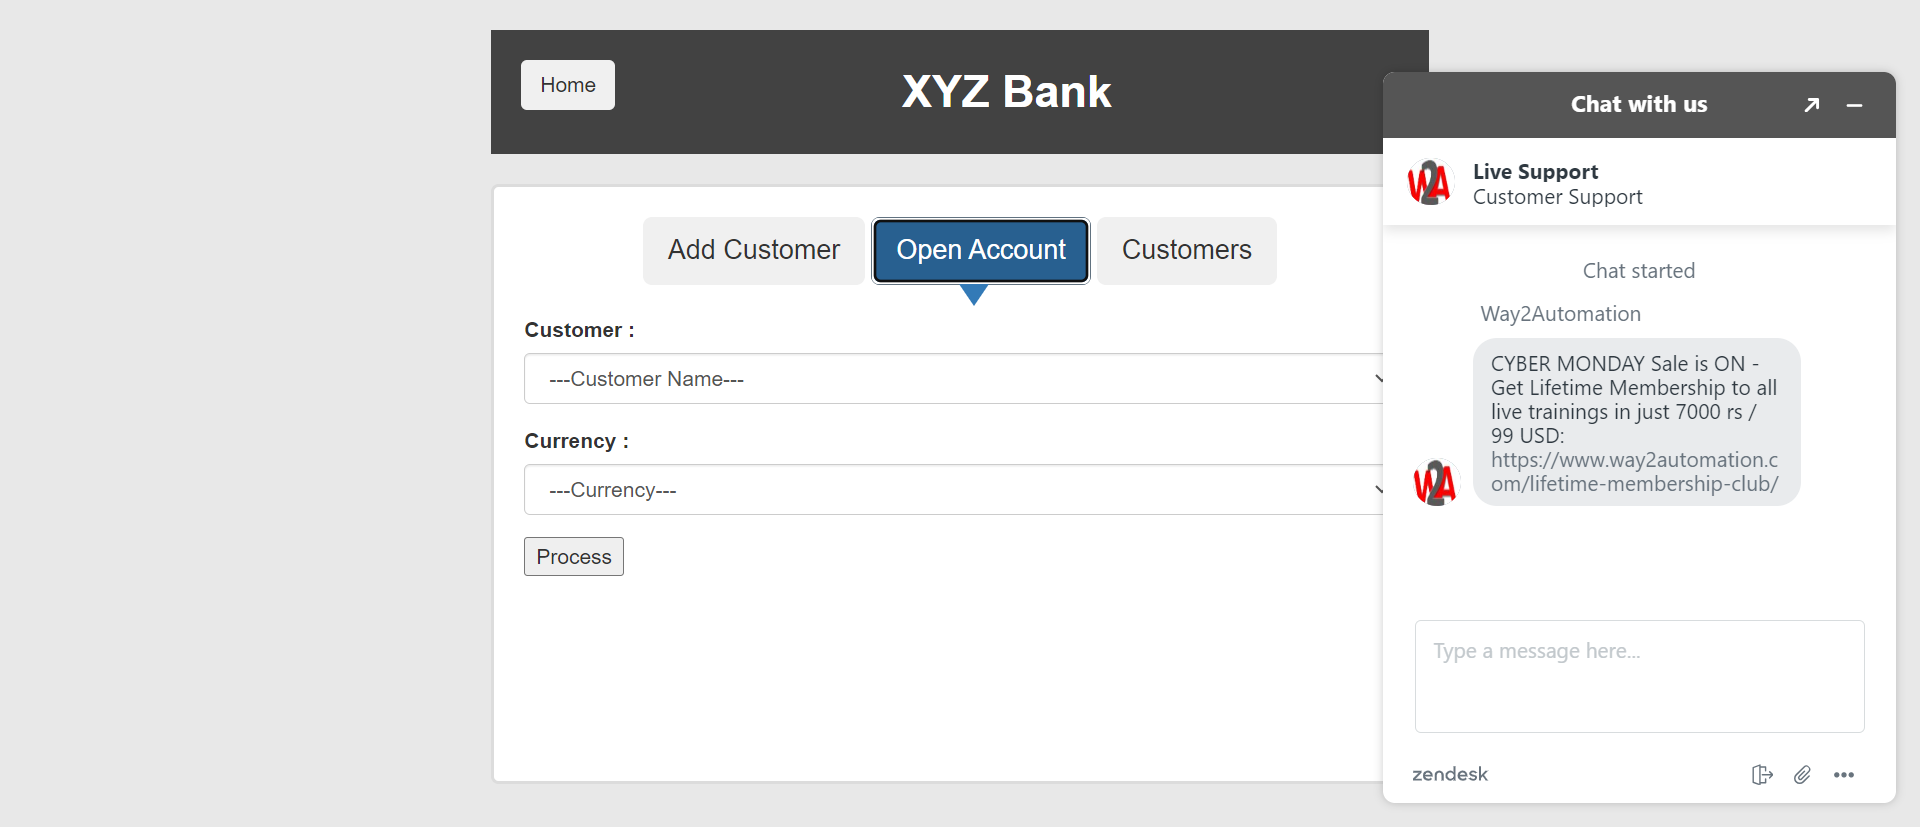 Home
XYZ Bank
Add Customer
Open Account
Customers
Customer :
---Customer Name---
Currency :
---Currency---
Process
Chat with us
W2A
Live Support
Customer Support
Chat started
Way2Automation
CYBER MONDAY Sale is ON -
Get Lifetime Membership to all
live trainings in just 7000 rs /
99 USD:
https://www.way2automation.c
om/lifetime-membership-club/
W2A
Type a message here...
zendesk